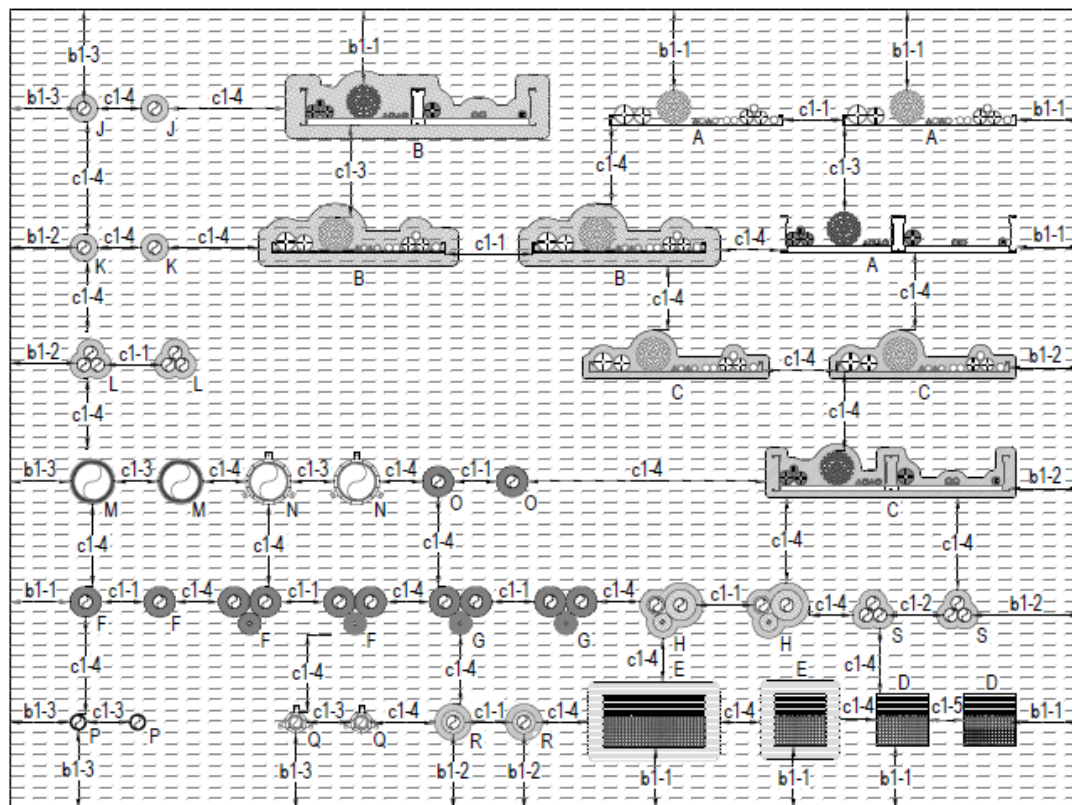 b1-3 b1-1 b1-1 b1-1
b1-3 c1-4 c1-4 c1-1 b1-1
J J B A A
c1-4 c1-3 c1-4 c1-3
b1-2 c1-4 c1-4 c1-1 c1-4 b1-1
K K B B A
c1-4 c1-4 c1-4
b1-2 c1-1 c1-4 b1-2
L L C C
c1-4 c1-4
b1-3 c1-3 c1-4 c1-3 c1-4 c1-1 c1-4 b1-2
M M N N O O C
c1-4 c1-4 c1-4 c1-4 c1-4
b1-1 c1-1 c1-4 c1-1 c1-4 c1-1 c1-4 c1-1 c1-4 c1-2 b1-2
F F F F G G H H S S
c1-4 c1-4 c1-4 c1-4 c1-4
E E D D
b1-3 c1-3 c1-3 c1-4 c1-1 c1-4 c1-4 c1-4 c1-5 b1-1
P P Q Q R R
b1-3 b1-3 b1-2 b1-2 b1-1 b1-1 b1-1